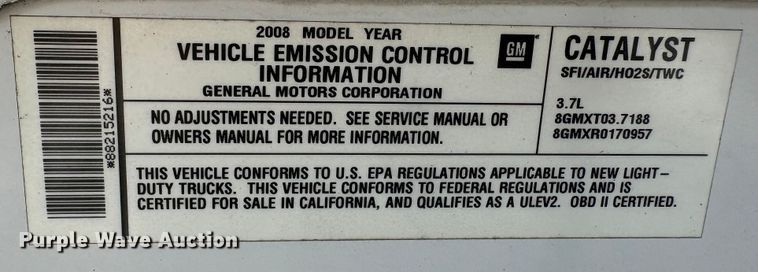 *88215216*
2008 MODEL YEAR
VEHICLE EMISSION CONTROL
INFORMATION
GENERAL MOTORS CORPORATION
GM
CATALYST
SFI/AIR/HO2S/TWC
NO ADJUSTMENTS NEEDED. SEE SERVICE MANUAL OR
OWNERS MANUAL FOR MORE INFORMATION.
3.7L
8GMXT03.7188
8GMXR0170957
THIS VEHICLE CONFORMS TO U.S. EPA REGULATIONS APPLICABLE TO NEW LIGHT-
DUTY TRUCKS. THIS VEHICLE CONFORMS TO FEDERAL REGULATIONS AND IS
CERTIFIED FOR SALE IN CALIFORNIA, AND QUALIFIES AS A ULEV2. OBD II CERTIFIED.
Purple Wave Auction